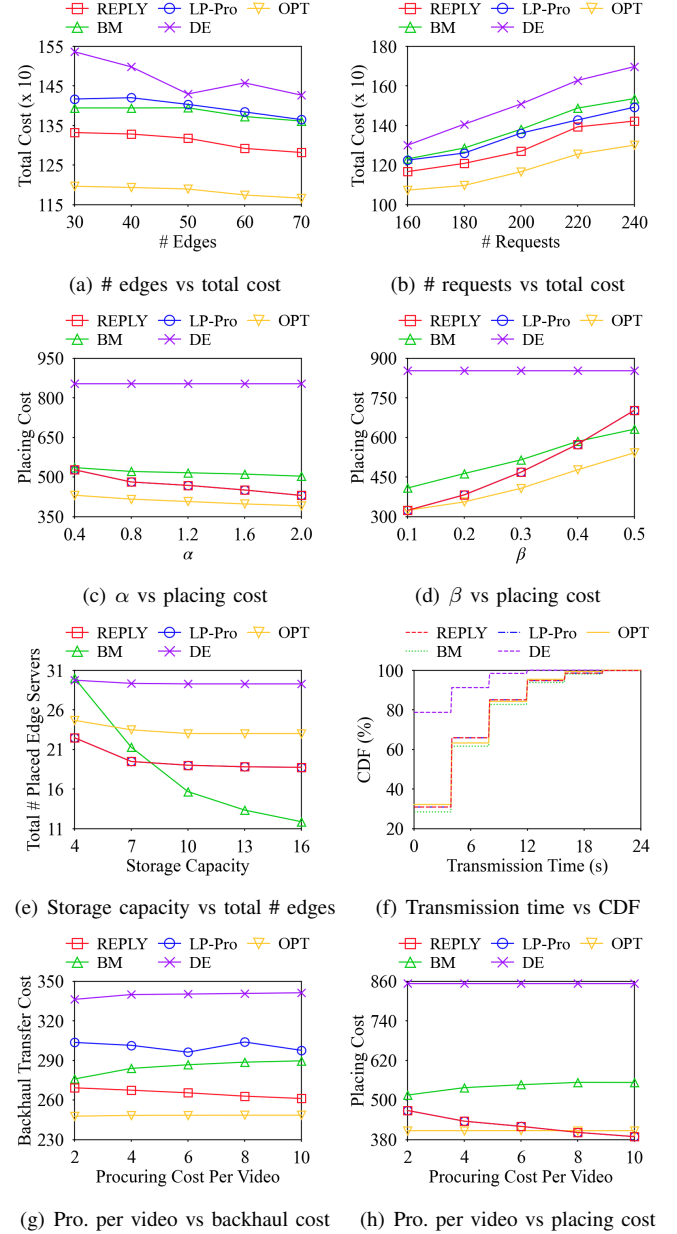 REPLY LP-Pro OPT
BM DE
155
145
135
125
115
Total Cost (x 10)
30 40 50 60 70
# Edges
(a) # edges vs total cost
REPLY LP-Pro OPT
BM DE
180
160
140
120
100
Total Cost (x 10)
160 180 200 220 240
# Requests
(b) # requests vs total cost
REPLY LP-Pro OPT
BM DE
950
800
650
500
350
Placing Cost
0.4 0.8 1.2 1.6 2.0
α
(c) α vs placing cost
REPLY LP-Pro OPT
BM DE
900
750
600
450
300
Placing Cost
0.1 0.2 0.3 0.4 0.5
β
(d) β vs placing cost
REPLY LP-Pro OPT
BM DE
31
26
21
16
11
Total # Placed Edge Servers
4 7 10 13 16
Storage Capacity
(e) Storage capacity vs total # edges
REPLY LP-Pro OPT
BM DE
100
80
60
40
20
CDF (%)
0 6 12 18 24
Transmission Time (s)
(f) Transmission time vs CDF
REPLY LP-Pro OPT
BM DE
350
320
290
260
230
Backhaul Transfer Cost
2 4 6 8 10
Procuring Cost Per Video
(g) Pro. per video vs backhaul cost
REPLY LP-Pro OPT
BM DE
860
740
620
500
380
Placing Cost
2 4 6 8 10
Procuring Cost Per Video
(h) Pro. per video vs placing cost